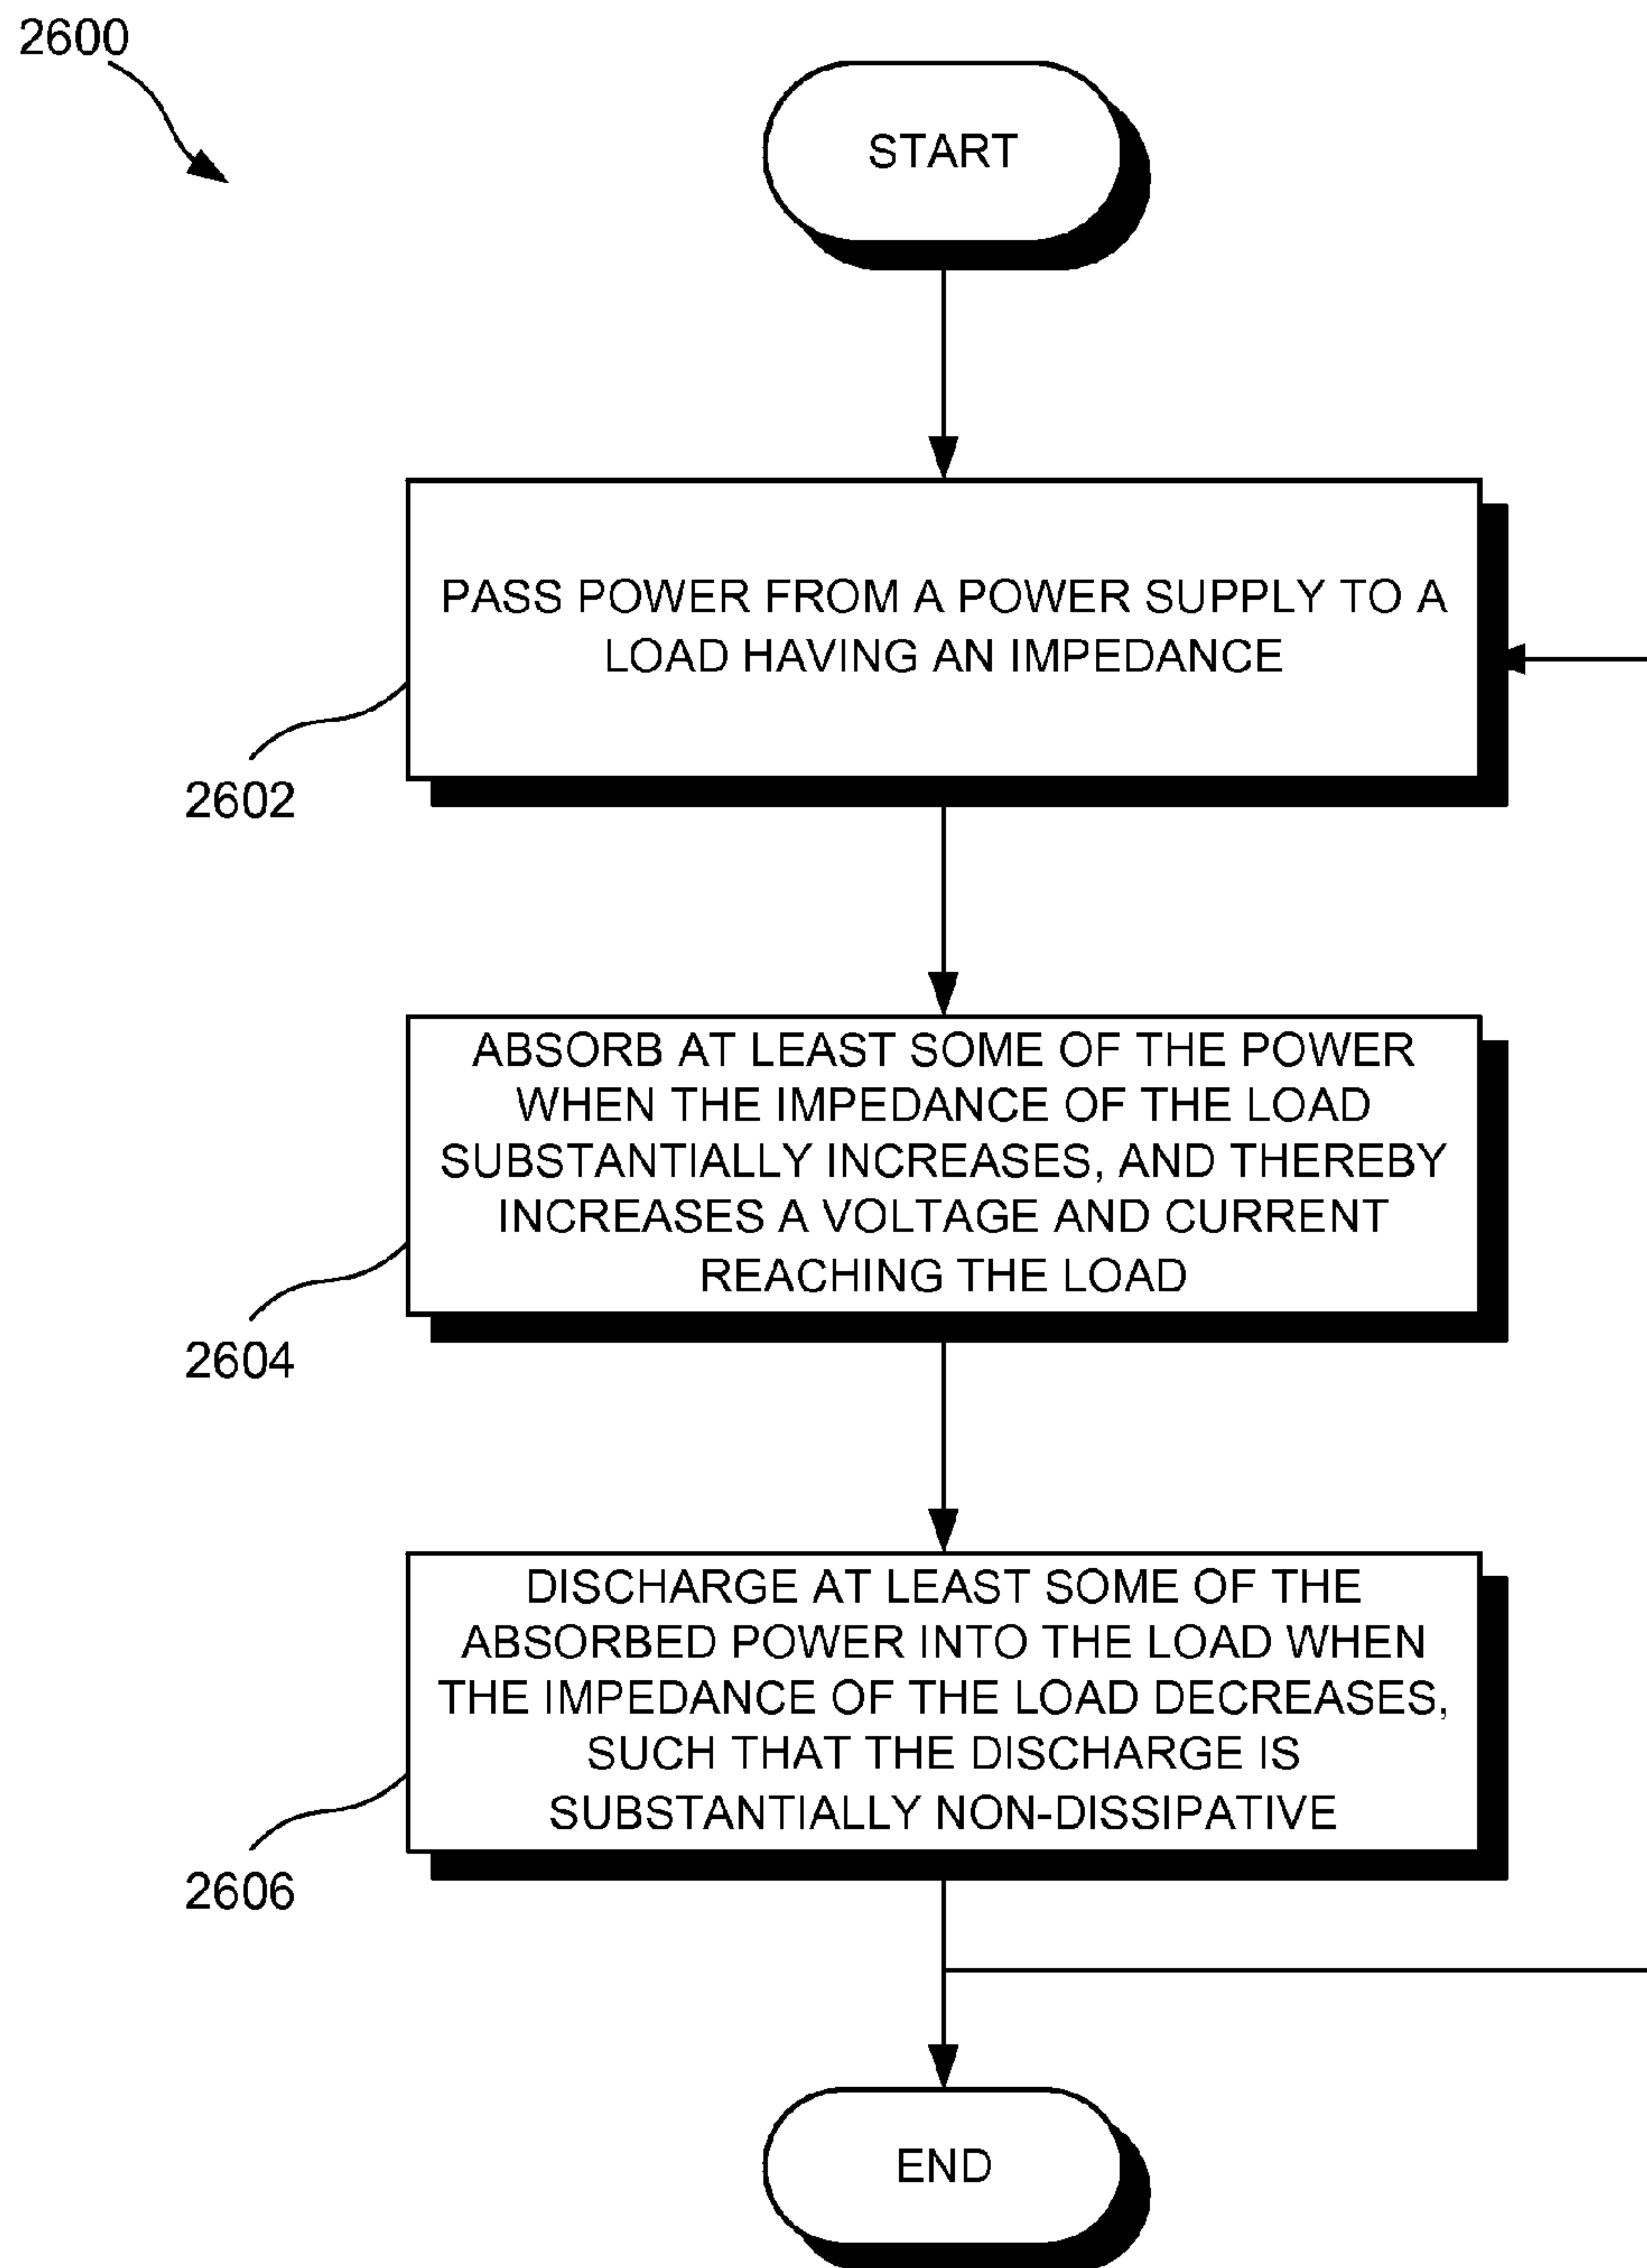 2600
START
PASS POWER FROM A POWER SUPPLY TO A
LOAD HAVING AN IMPEDANCE
2602
ABSORB AT LEAST SOME OF THE POWER
WHEN THE IMPEDANCE OF THE LOAD
SUBSTANTIALLY INCREASES, AND THEREBY
INCREASES A VOLTAGE AND CURRENT
REACHING THE LOAD
2604
DISCHARGE AT LEAST SOME OF THE
ABSORBED POWER INTO THE LOAD WHEN
THE IMPEDANCE OF THE LOAD DECREASES,
SUCH THAT THE DISCHARGE IS
SUBSTANTIALLY NON-DISSIPATIVE
2606
END